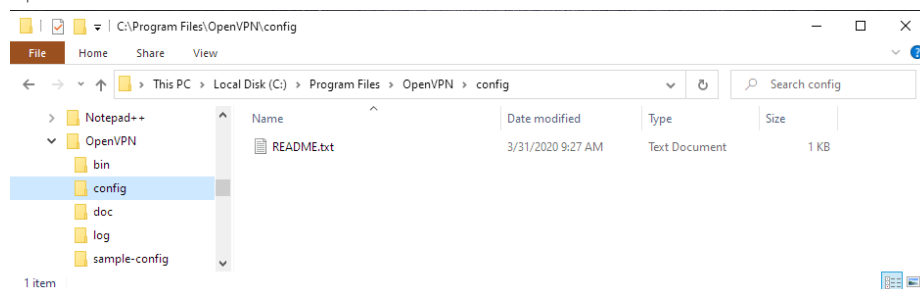 C:\Program Files\OpenVPN\config
File Home Share View
This PC > Local Disk (C:) > Program Files > OpenVPN > config
Search config
Notepad++
OpenVPN
bin
config
doc
log
sample-config
Name Date modified Type Size
README.txt 3/31/2020 9:27 AM Text Document 1 KB
1 item